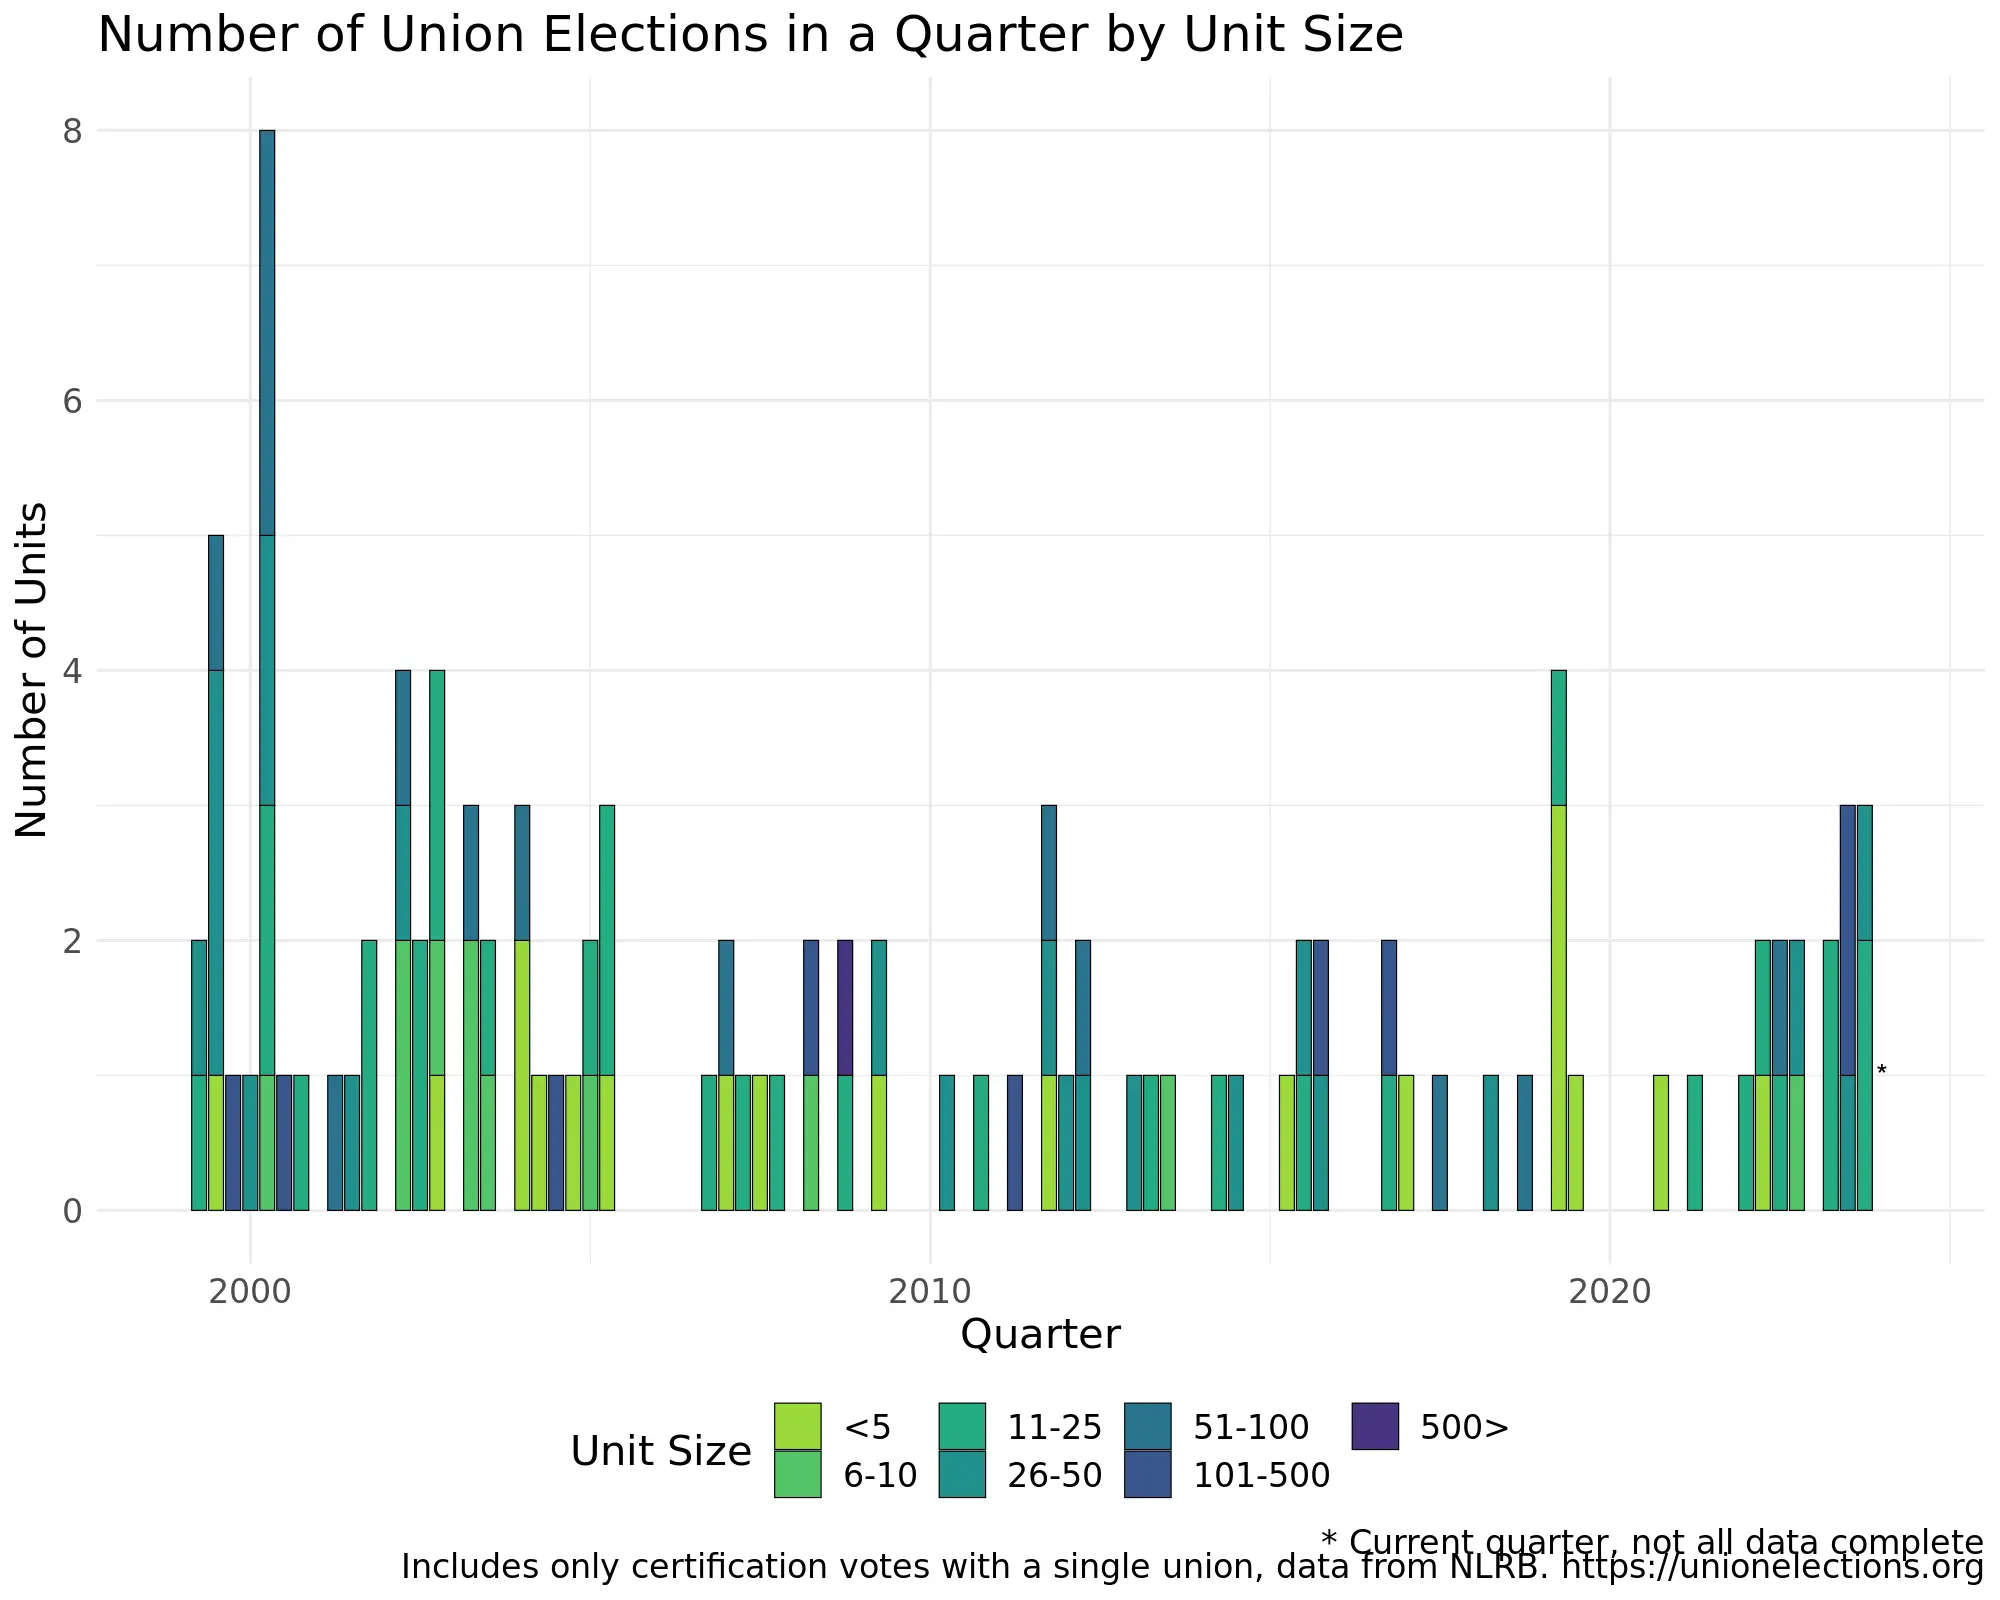 Number of Union Elections in a Quarter by Unit Size
8
6
4
2
0
Number of Units
*
2000 2010 2020
Quarter
Unit Size
<5 11-25 51-100 500>
6-10 26-50 101-500
* Current quarter, not all data complete
Includes only certification votes with a single union, data from NLRB. https://unionelections.org